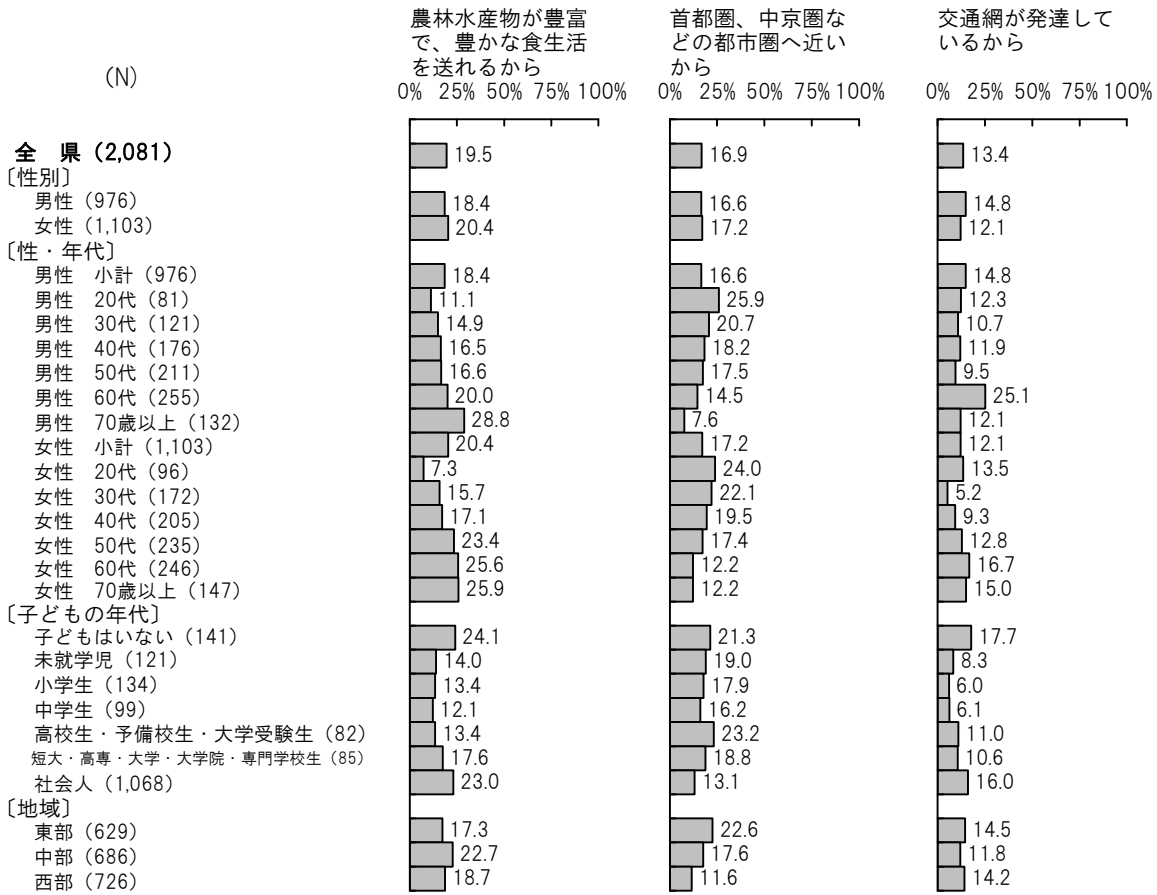 農林水産物が豊富
で、豊かな食生活
を送れるから
首都圏、中京圏な
どの都市圏へ近い
から
交通網が発達して
いるから
(N)
0% 25% 50% 75% 100% 0% 25% 50% 75% 100% 0% 25% 50% 75% 100%
全 県（2,081） 19.5 16.9 13.4
〔性別〕
男性（976） 18.4 16.6 14.8
女性（1,103） 20.4 17.2 12.1
〔性・年代〕
男性 小計（976） 18.4 16.6 14.8
男性 20代（81） 11.1 25.9 12.3
男性 30代（121） 14.9 20.7 10.7
男性 40代（176） 16.5 18.2 11.9
男性 50代（211） 16.6 17.5 9.5
男性 60代（255） 20.0 14.5 25.1
男性 70歳以上（132） 28.8 7.6 12.1
女性 小計（1,103） 20.4 17.2 12.1
女性 20代（96） 7.3 24.0 13.5
女性 30代（172） 15.7 22.1 5.2
女性 40代（205） 17.1 19.5 9.3
女性 50代（235） 23.4 17.4 12.8
女性 60代（246） 25.6 12.2 16.7
女性 70歳以上（147） 25.9 12.2 15.0
〔子どもの年代〕
子どもはいない（141） 24.1 21.3 17.7
未就学児（121） 14.0 19.0 8.3
小学生（134） 13.4 17.9 6.0
中学生（99） 12.1 16.2 6.1
高校生・予備校生・大学受験生（82） 13.4 23.2 11.0
短大・高専・大学・大学院・専門学校生（85） 17.6 18.8 10.6
社会人（1,068） 23.0 13.1 16.0
〔地域〕
東部（629） 17.3 22.6 14.5
中部（686） 22.7 17.6 11.8
西部（726） 18.7 11.6 14.2